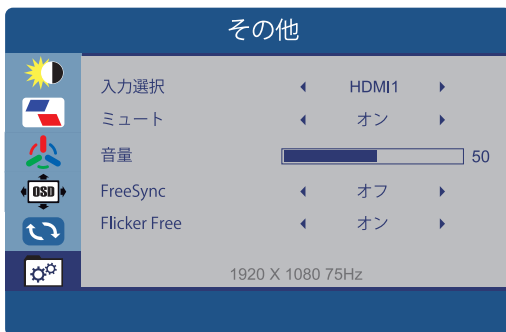 その他
入力選択 HDMI1
ミュート オン
音量 50
FreeSync オフ
OSD
Flicker Free オン
1920 X 1080 75Hz